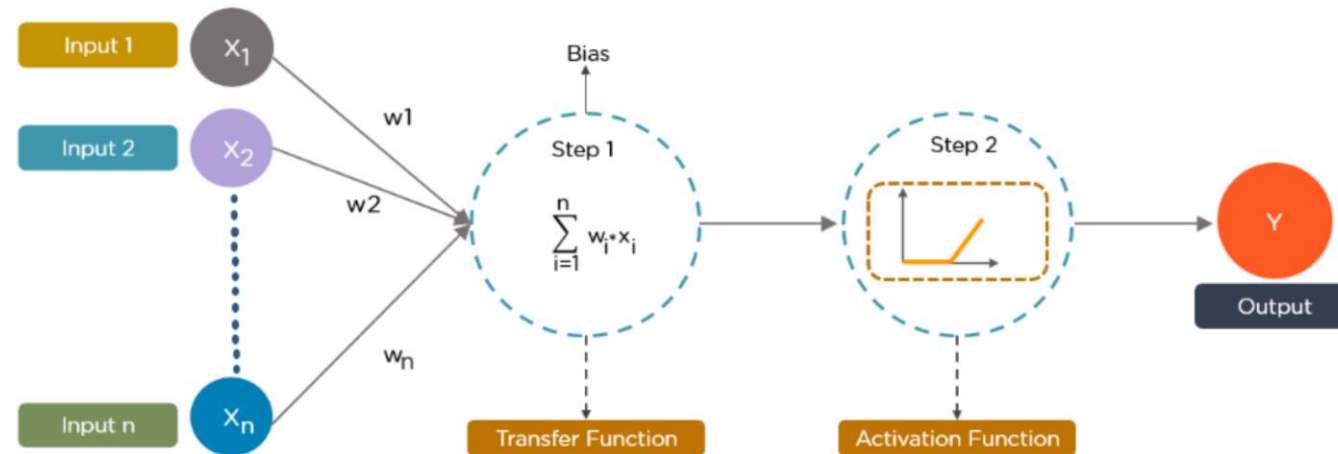 Input 1
X1
Input 2
X2
Input n
Xn
w1
w2
wn
Bias
Step 1
n
∑ wi*xi
i=1
Transfer Function
Step 2
Activation Function
Y
Output